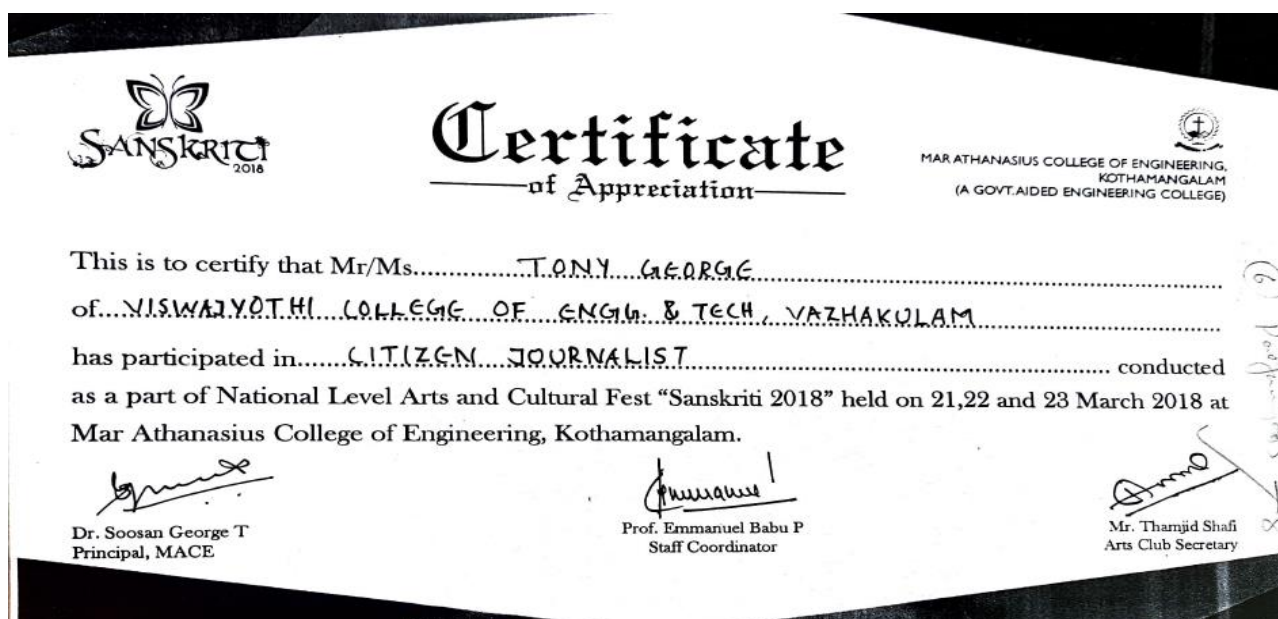 SANSKRITI
2018
Certificate
of Appreciation
MAR ATHANASIUS COLLEGE OF ENGINEERING,
KOTHAMANGALAM
(A GOVT.AIDED ENGINEERING COLLEGE)
This is to certify that Mr/Ms. TONY GEORGE
of VISWAJYOTHI COLLEGE OF ENGG. & TECH, VAZHAKULAM
has participated in CITIZEN JOURNALIST conducted
as a part of National Level Arts and Cultural Fest “Sanskriti 2018” held on 21,22 and 23 March 2018 at
Mar Athanasius College of Engineering, Kothamangalam.
Dr. Soosan George T
Principal, MACE
Prof. Emmanuel Babu P
Staff Coordinator
Mr. Thamjid Shafi
Arts Club Secretary